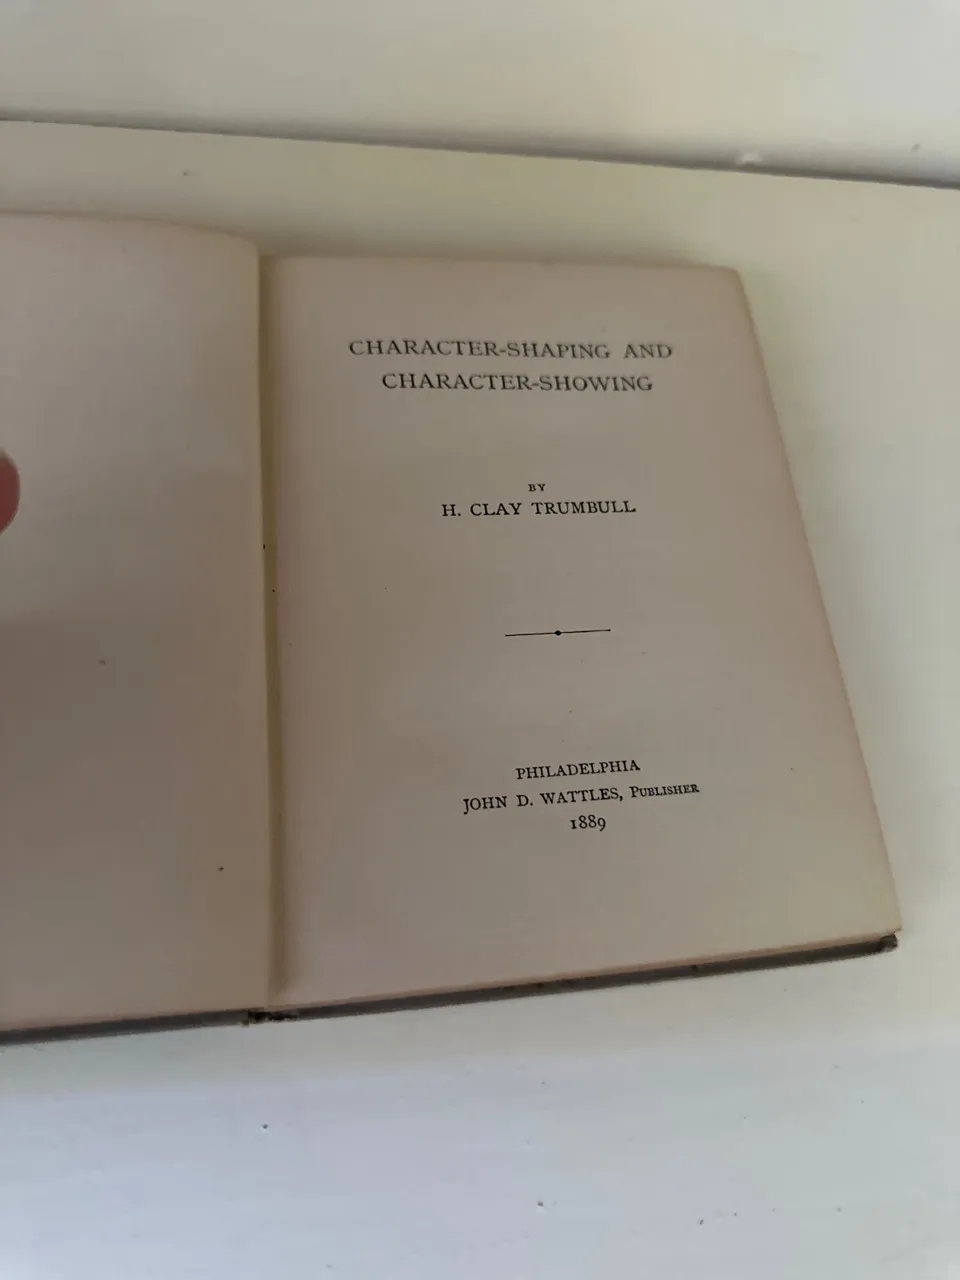 CHARACTER-SHAPING AND
CHARACTER-SHOWING
BY
H. CLAY TRUMBULL
PHILADELPHIA
JOHN D. WATTLES, PUBLISHER
1889